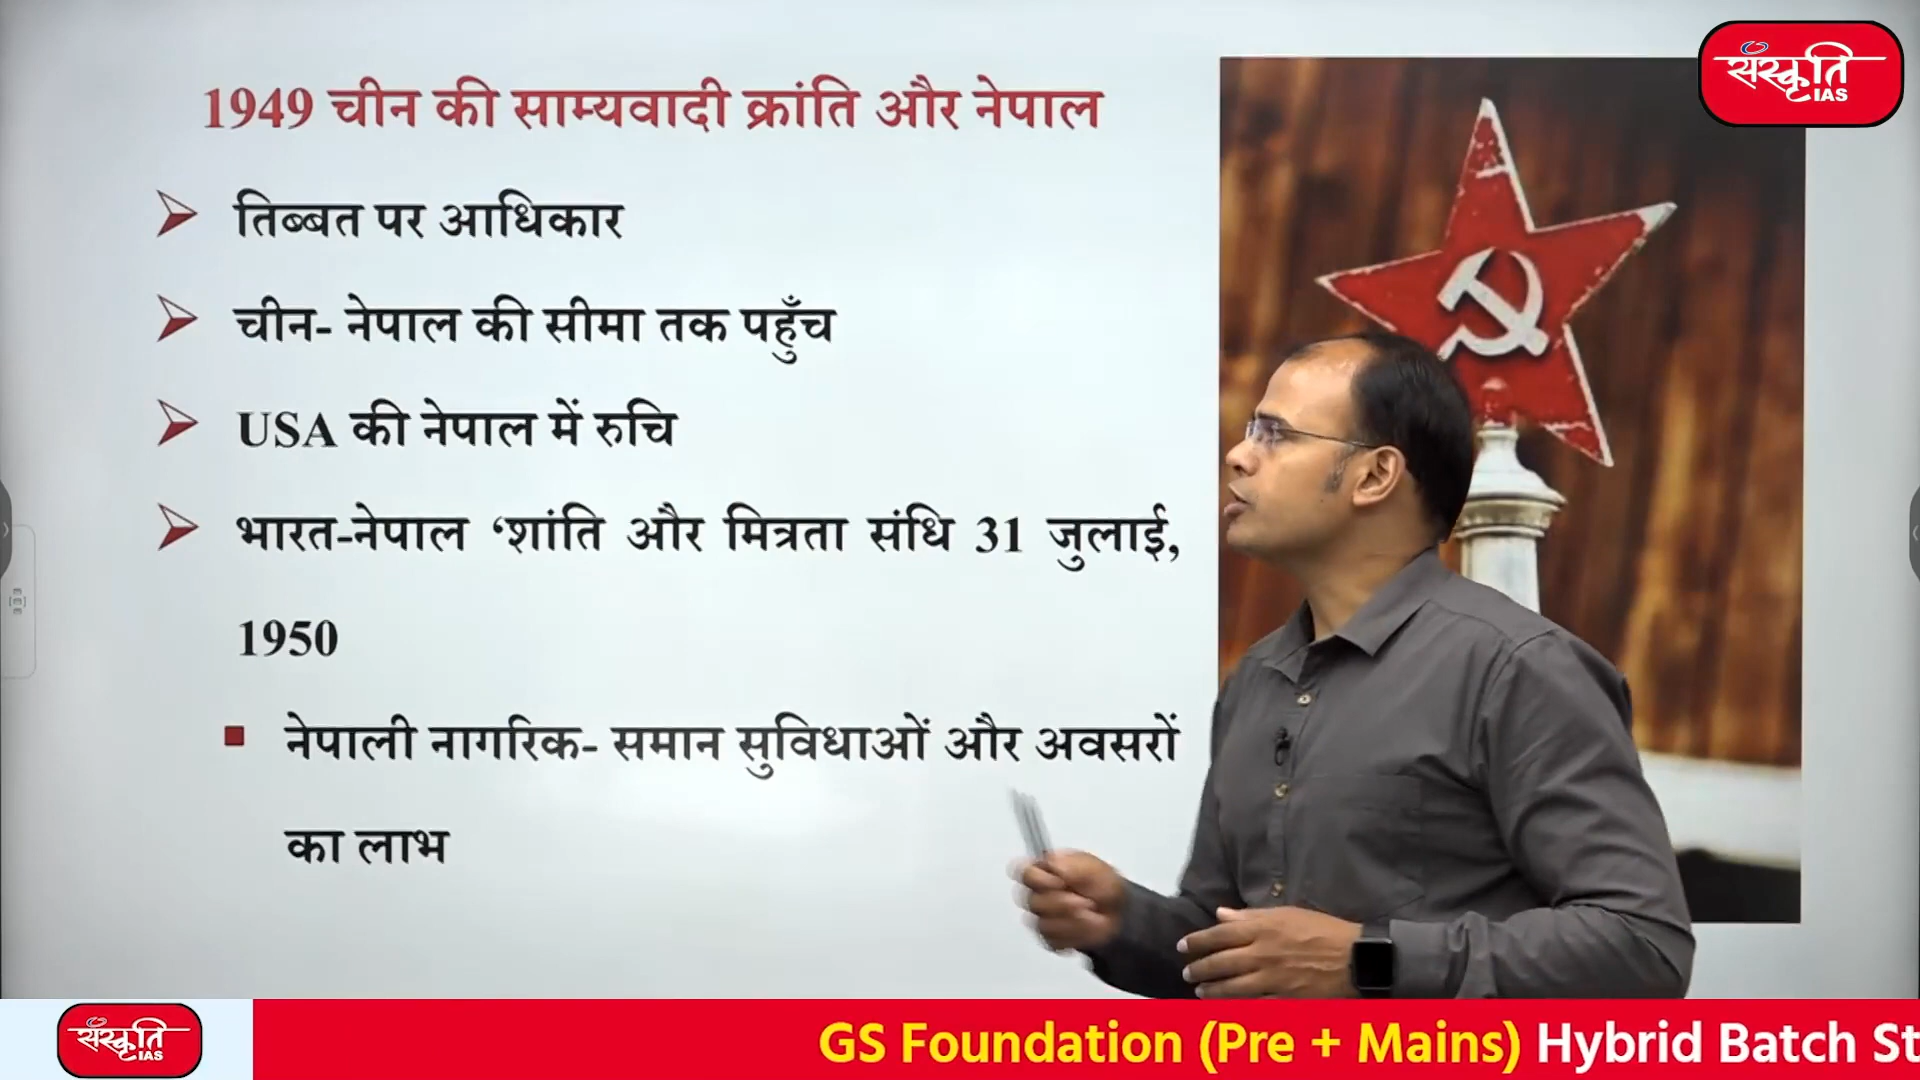 संस्कृति
IAS
1949 चीन की साम्यवादी क्रांति और नेपाल
तिब्बत पर आधिकार
चीन- नेपाल की सीमा तक पहुँच
USA की नेपाल में रुचि
भारत-नेपाल ‘शांति और मित्रता संधि 31 जुलाई,
1950
नेपाली नागरिक- समान सुविधाओं और अवसरों
का लाभ
संस्कृति
IAS
GS Foundation (Pre + Mains) Hybrid Batch St